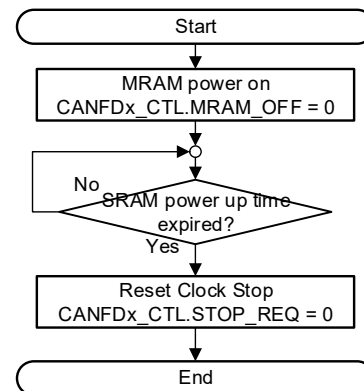 Start
MRAM power on
CANFDx_CTL.MRAM_OFF = 0
No
SRAM power up time
expired?
Yes
Reset Clock Stop
CANFDx_CTL.STOP_REQ = 0
End